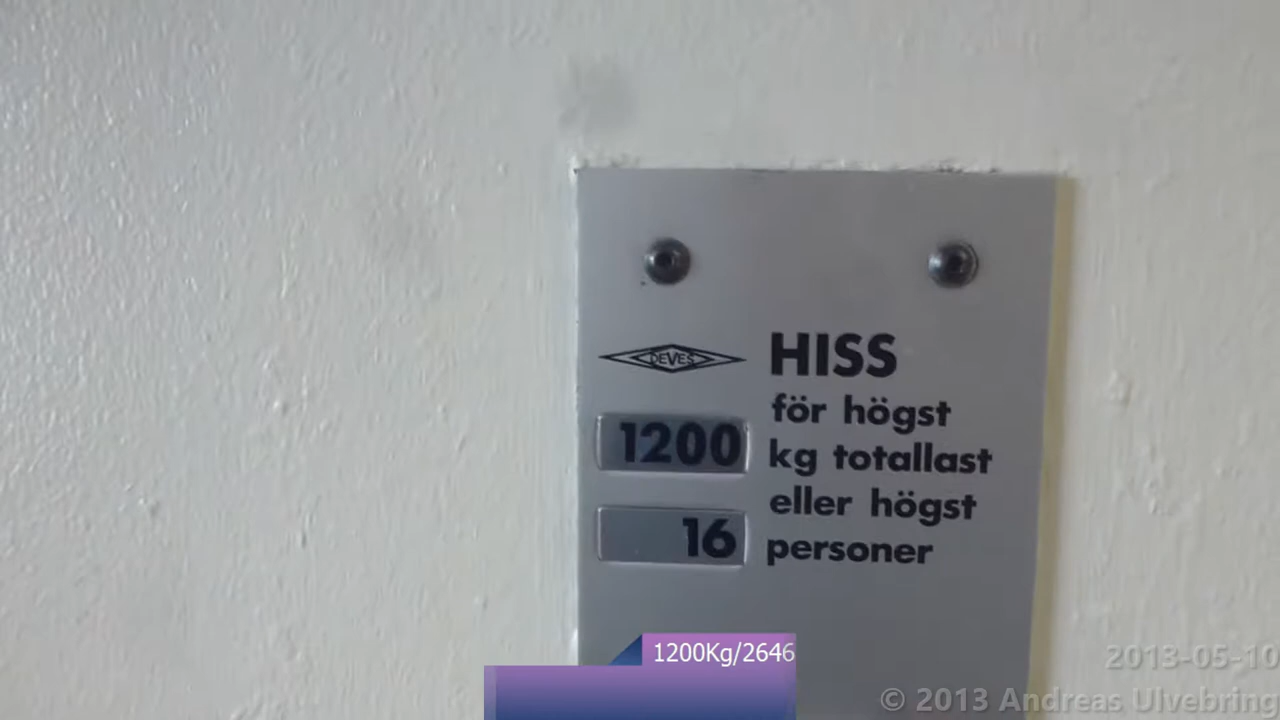 DEVES
HISS
för högst
1200 kg totallast
eller högst
16 personer
1200Kg/2646
2013-05-10
© 2013 Andreas Ulvebring